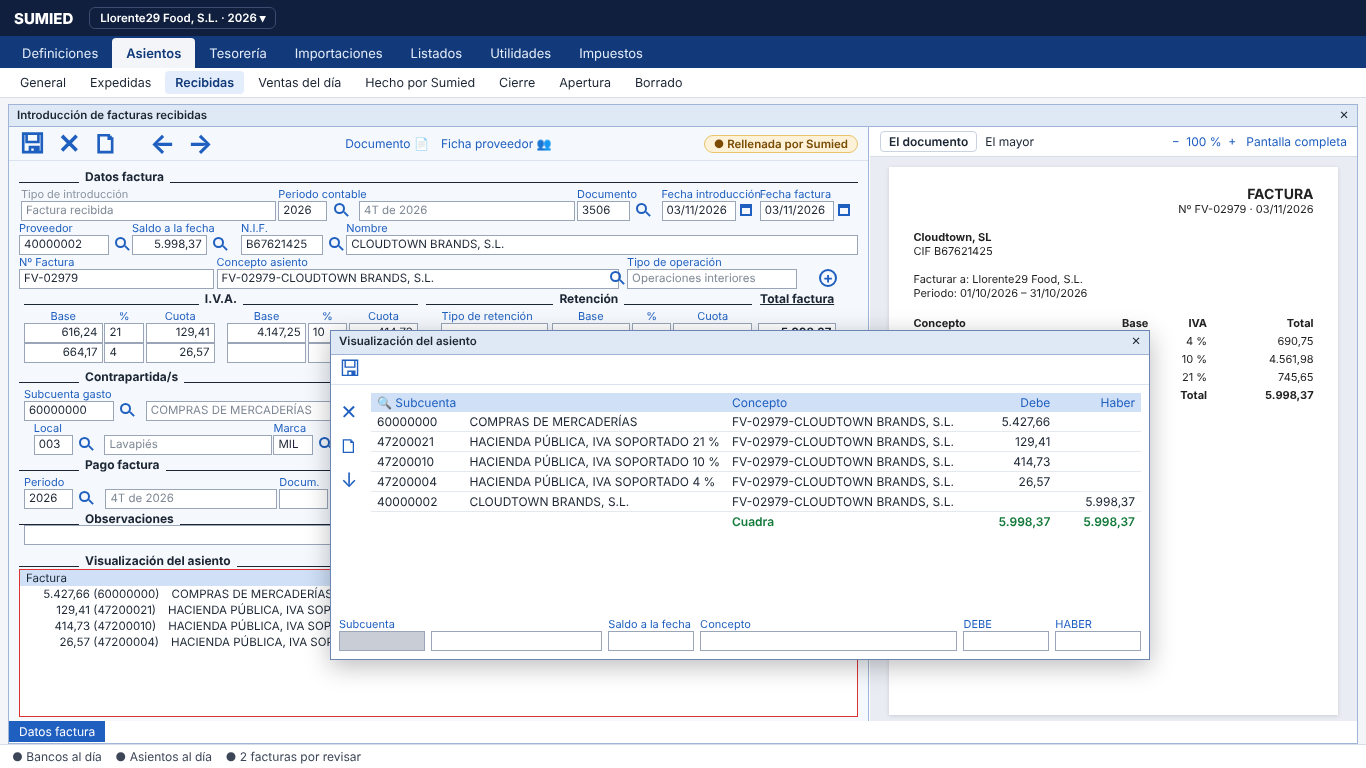 SUMIED
Llorente29 Food, S.L. · 2026 ▾
Definiciones Asientos Tesorería Importaciones Listados Utilidades Impuestos
General Expedidas Recibidas Ventas del día Hecho por Sumied Cierre Apertura Borrado
Introducción de facturas recibidas
Documento Ficha proveedor Rellenada por Sumied
Datos factura
Tipo de introducción Periodo contable Documento Fecha introducción Fecha factura
Factura recibida 2026 4T de 2026 3506 03/11/2026 03/11/2026
Proveedor Saldo a la fecha N.I.F. Nombre
40000002 5.998,37 B67621425 CLOUDTOWN BRANDS, S.L.
Nº Factura Concepto asiento Tipo de operación
FV-02979 FV-02979-CLOUDTOWN BRANDS, S.L. Operaciones interiores
I.V.A. Retención Total factura
Base % Cuota Base % Cuota Tipo de retención Base % Cuota
616,24 21 129,41 4.147,25 10 414,73 5.998,37
664,17 4 26,57
Contrapartida/s
Subcuenta gasto
60000000 COMPRAS DE MERCADERÍAS
Local Marca
003 Lavapiés MIL
Pago factura
Periodo Docum.
2026 4T de 2026
Observaciones
Visualización del asiento
Factura
5.427,66 (60000000) COMPRAS DE MERCADERÍAS
129,41 (47200021) HACIENDA PÚBLICA, IVA SOP
414,73 (47200010) HACIENDA PÚBLICA, IVA SOP
26,57 (47200004) HACIENDA PÚBLICA, IVA SOP
Datos factura
Visualización del asiento
Subcuenta Concepto Debe Haber
60000000 COMPRAS DE MERCADERÍAS FV-02979-CLOUDTOWN BRANDS, S.L. 5.427,66
47200021 HACIENDA PÚBLICA, IVA SOPORTADO 21 % FV-02979-CLOUDTOWN BRANDS, S.L. 129,41
47200010 HACIENDA PÚBLICA, IVA SOPORTADO 10 % FV-02979-CLOUDTOWN BRANDS, S.L. 414,73
47200004 HACIENDA PÚBLICA, IVA SOPORTADO 4 % FV-02979-CLOUDTOWN BRANDS, S.L. 26,57
40000002 CLOUDTOWN BRANDS, S.L. FV-02979-CLOUDTOWN BRANDS, S.L. 5.998,37
Cuadra 5.998,37 5.998,37
Subcuenta Saldo a la fecha Concepto DEBE HABER
El documento El mayor − 100 % + Pantalla completa
FACTURA
Nº FV-02979 · 03/11/2026
Cloudtown, SL
CIF B67621425
Facturar a: Llorente29 Food, S.L.
Periodo: 01/10/2026 – 31/10/2026
Concepto Base IVA Total
4 % 690,75
10 % 4.561,98
21 % 745,65
Total 5.998,37
Bancos al día Asientos al día 2 facturas por revisar